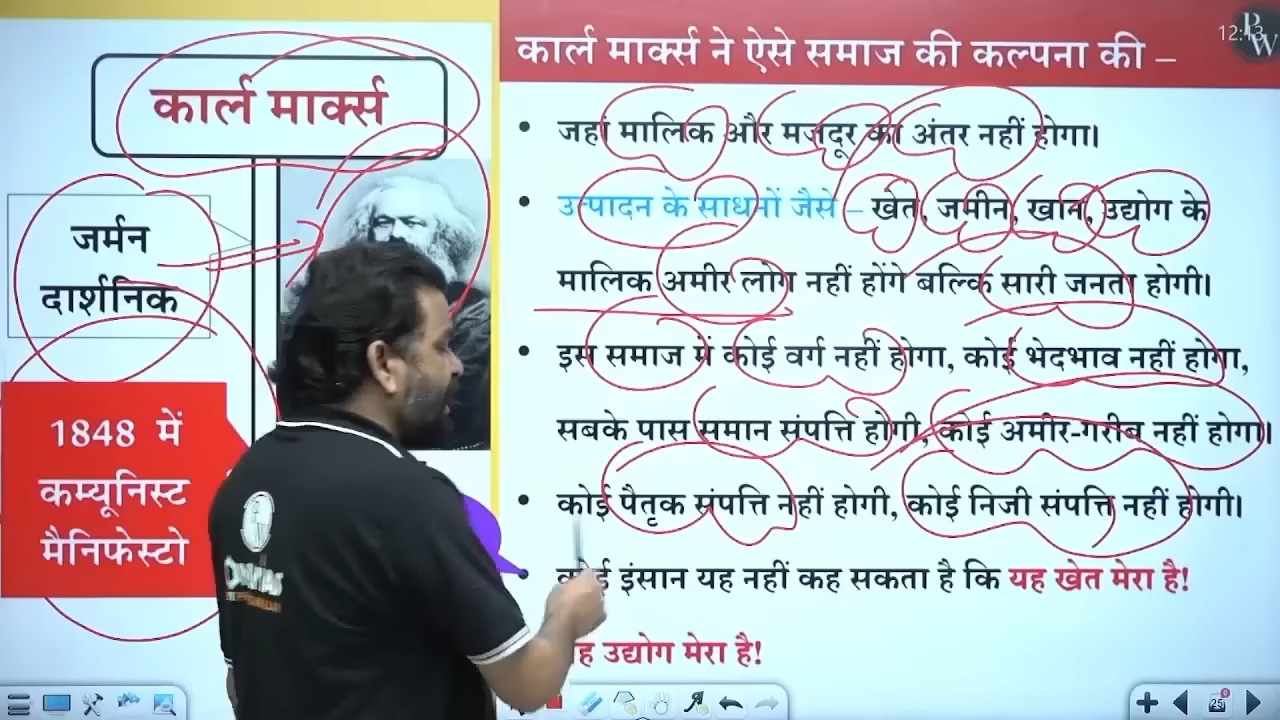 कार्ल मार्क्स
जर्मन
दार्शनिक
1848 में
कम्यूनिस्ट
मैनिफेस्टो
12:13
PW
कार्ल मार्क्स ने ऐसे समाज की कल्पना की –
• जहां मालिक और मजदूर का अंतर नहीं होगा।
• उत्पादन के साधनों जैसे – खेत, जमीन, खान, उद्योग के
मालिक अमीर लोग नहीं होंगे बल्कि सारी जनता होगी।
• इस समाज में कोई वर्ग नहीं होगा, कोई भेदभाव नहीं होगा,
सबके पास समान संपत्ति होगी, कोई अमीर-गरीब नहीं होगा।
• कोई पैतृक संपत्ति नहीं होगी, कोई निजी संपत्ति नहीं होगी।
• कोई इंसान यह नहीं कह सकता है कि यह खेत मेरा है!
उद्योग मेरा है!
25